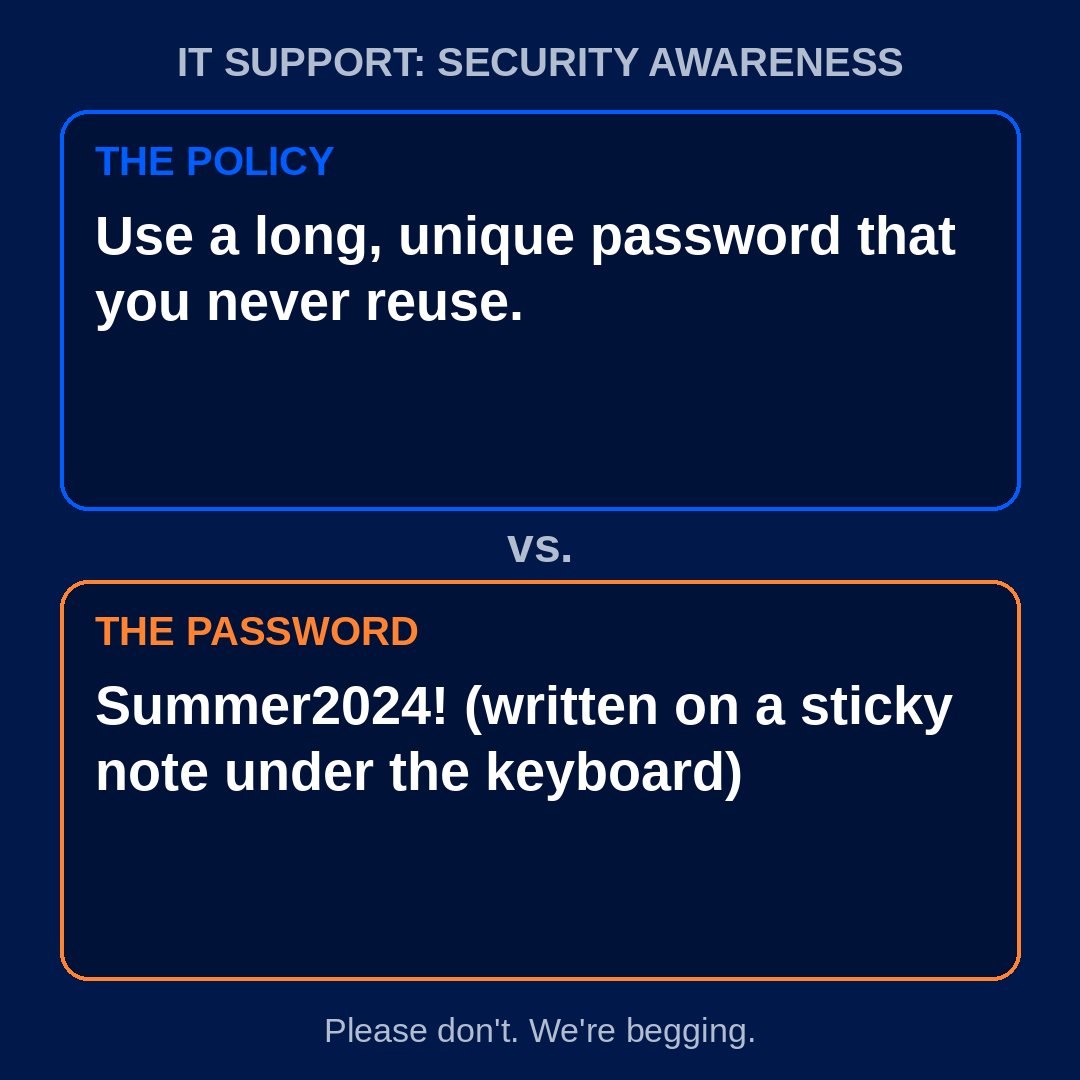 IT SUPPORT: SECURITY AWARENESS
THE POLICY
Use a long, unique password that
you never reuse.
vs.
THE PASSWORD
Summer2024! (written on a sticky
note under the keyboard)
Please don't. We're begging.